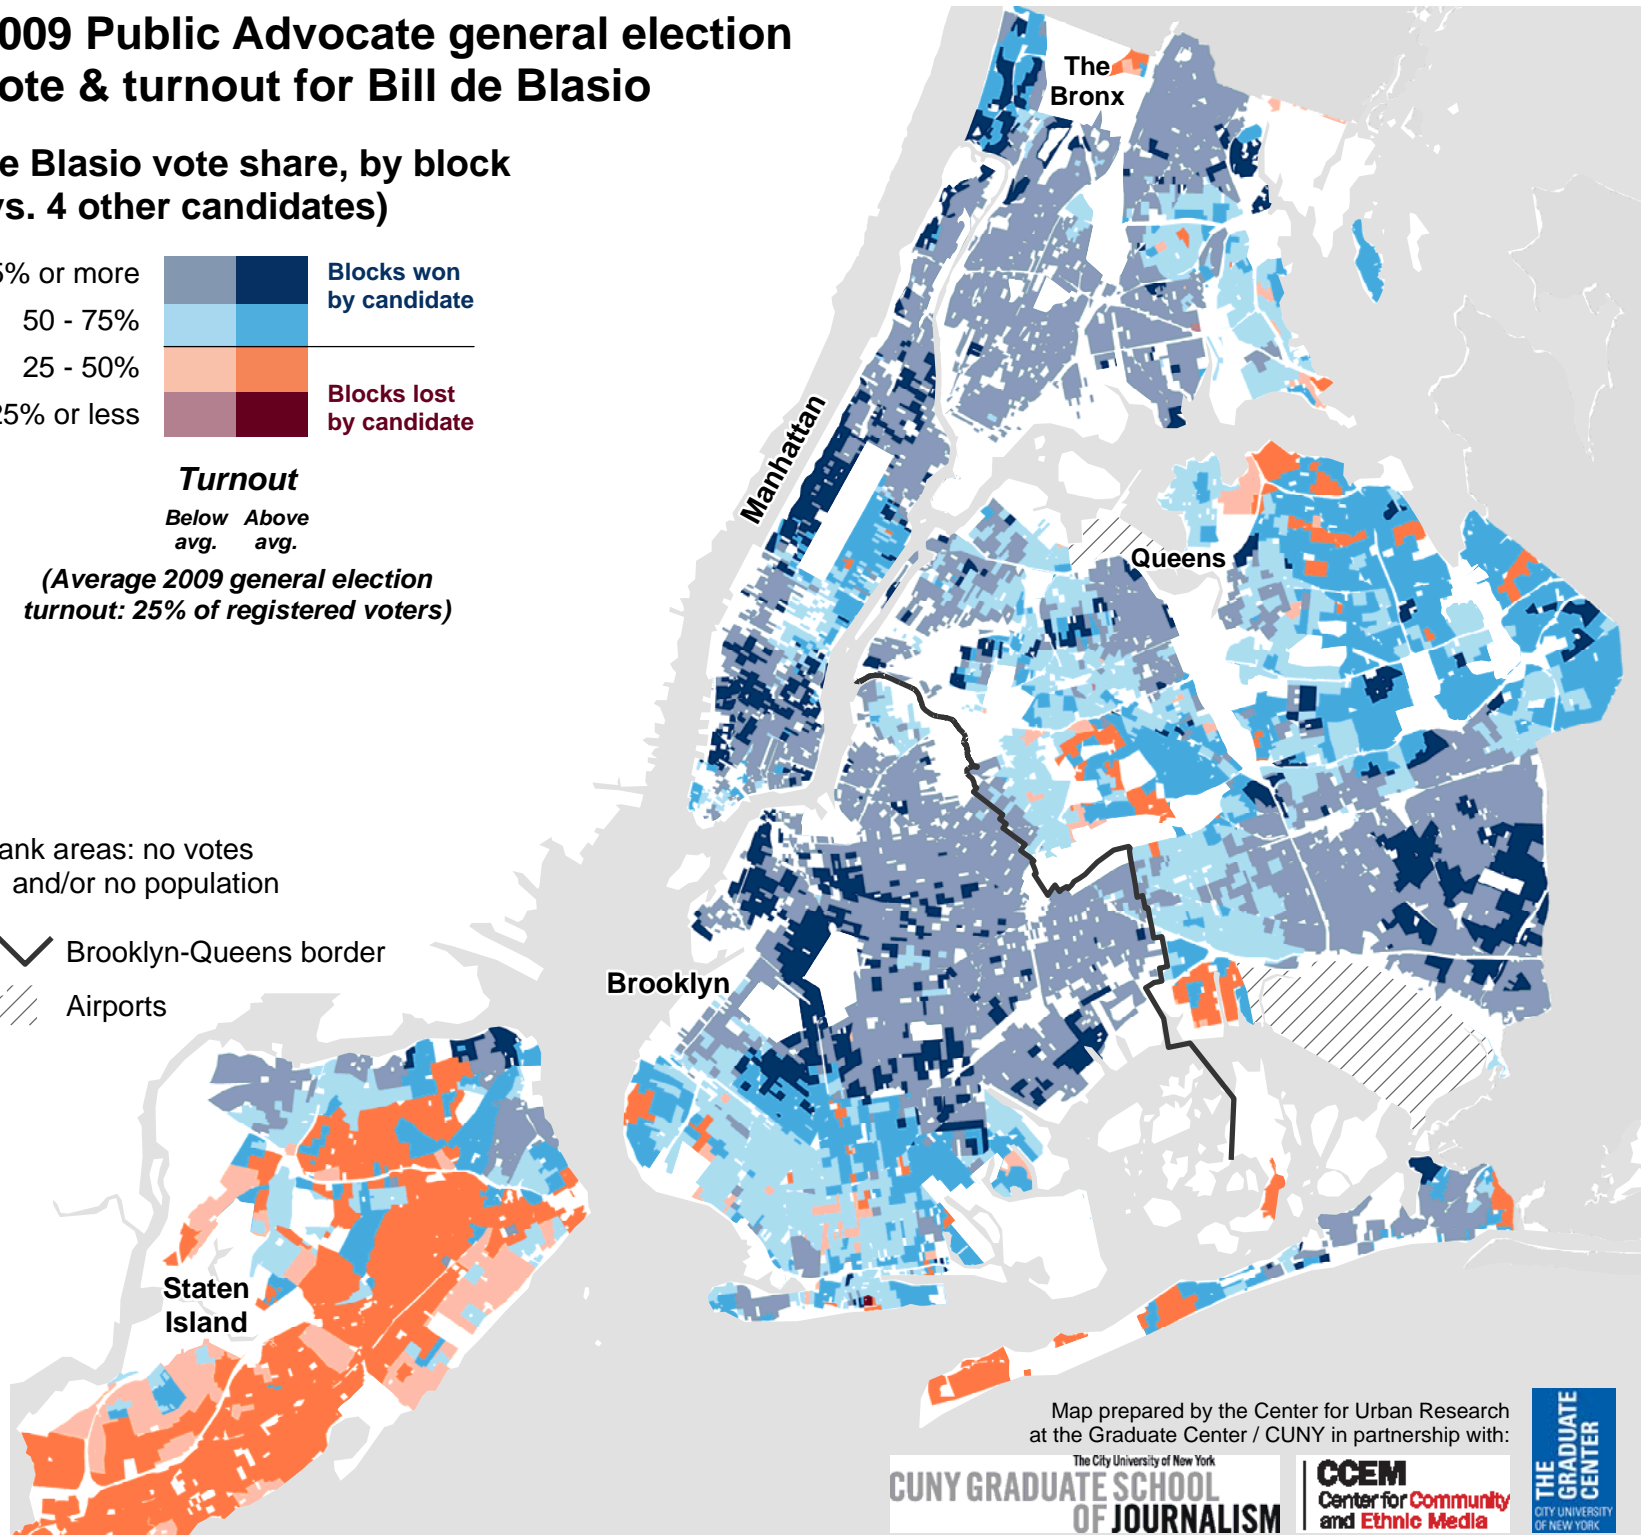 009 Public Advocate general election
ote & turnout for Bill de Blasio
e Blasio vote share, by block
vs. 4 other candidates)
5% or more
50 - 75%
25 - 50%
25% or less
Blocks won
by candidate
Blocks lost
by candidate
Turnout
Below Above
avg. avg.
(Average 2009 general election
turnout: 25% of registered voters)
ank areas: no votes
and/or no population
Brooklyn-Queens border
Airports
The
Bronx
Manhattan
Queens
Brooklyn
Staten
Island
Map prepared by the Center for Urban Research
at the Graduate Center / CUNY in partnership with:
The City University of New York
CUNY GRADUATE SCHOOL
OF JOURNALISM
CCEM
Center for Community
and Ethnic Media
THE
GRADUATE
CENTER
CITY UNIVERSITY
OF NEW YORK